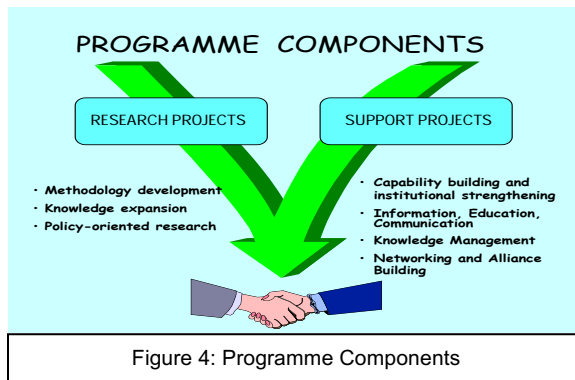 PROGRAMME COMPONENTS
RESEARCH PROJECTS
SUPPORT PROJECTS
· Methodology development
· Knowledge expansion
· Policy-oriented research
· Capability building and
institutional strengthening
· Information, Education,
Communication
· Knowledge Management
· Networking and Alliance
Building
Figure 4: Programme Components